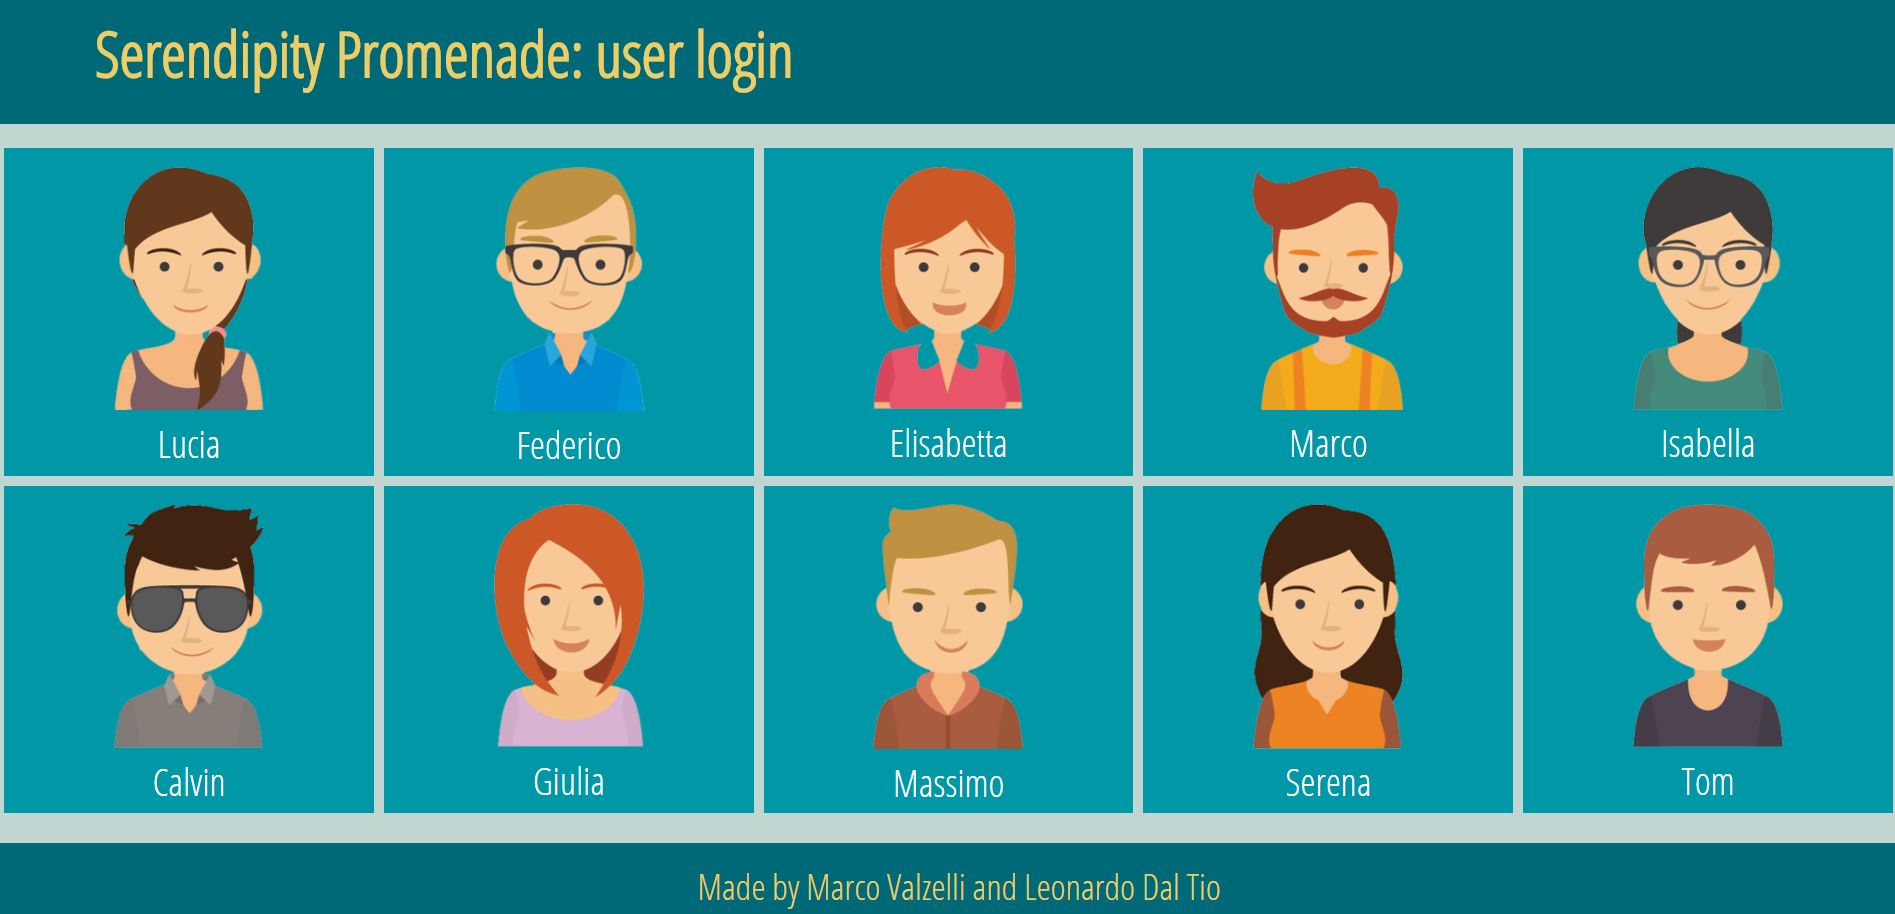 Serendipity Promenade: user login
Lucia
Federico
Elisabetta
Marco
Isabella
Calvin
Giulia
Massimo
Serena
Tom
Made by Marco Valzelli and Leonardo Dal Tio